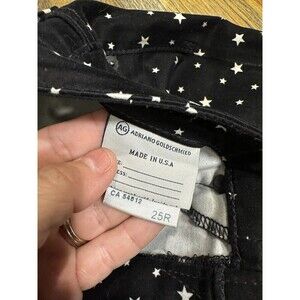 AG
ADRIANO GOLDSCHMIED
MADE IN U.S.A
CA 54812
25R